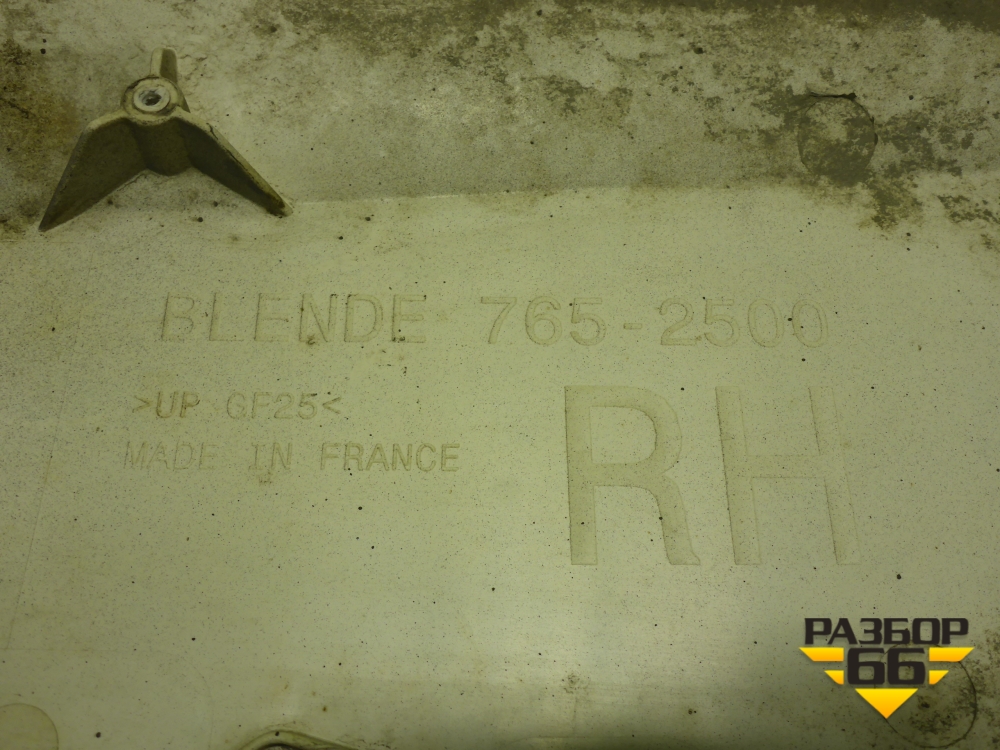 BLENDE 765-2500
>UP GF25<
MADE IN FRANCE
RH
РАЗБОР
66